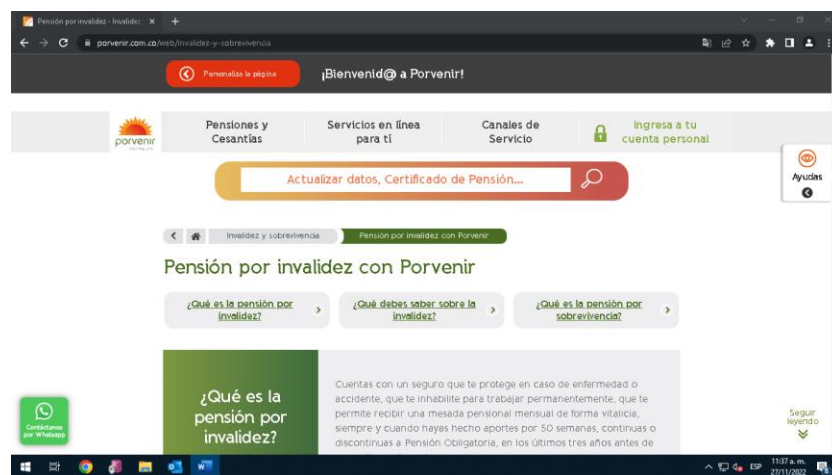 Pensión por invalidez - Invalidez
porvenir.com.co/web/invalidez-y-sobrevivencia
Personaliza la página
¡Bienvenid@ a Porvenir!
porvenir
Pensiones y
Cesantías
Servicios en línea
para tí
Canales de
Servicio
Ingresa a tu
cuenta personal
Ayudas
Actualizar datos, Certificado de Pensión...
Invalidez y sobrevivencia
Pensión por invalidez con Porvenir
Pensión por invalidez con Porvenir
¿Qué es la pensión por
invalidez?
¿Qué debes saber sobre la
invalidez?
¿Qué es la pensión por
sobrevivencia?
¿Qué es la
pensión por
invalidez?
Cuentas con un seguro que te protege en caso de enfermedad o
accidente, que te inhabilite para trabajar permanentemente, que te
permite recibir una mesada pensional mensual de forma vitalicia,
siempre y cuando hayas hecho aportes por 50 semanas, continuas o
discontinuas a Pensión Obligatoria, en los últimos tres años antes de
Contáctanos
por Whatsapp
Seguir
leyendo
ESP
11:37 a. m.
27/11/2022